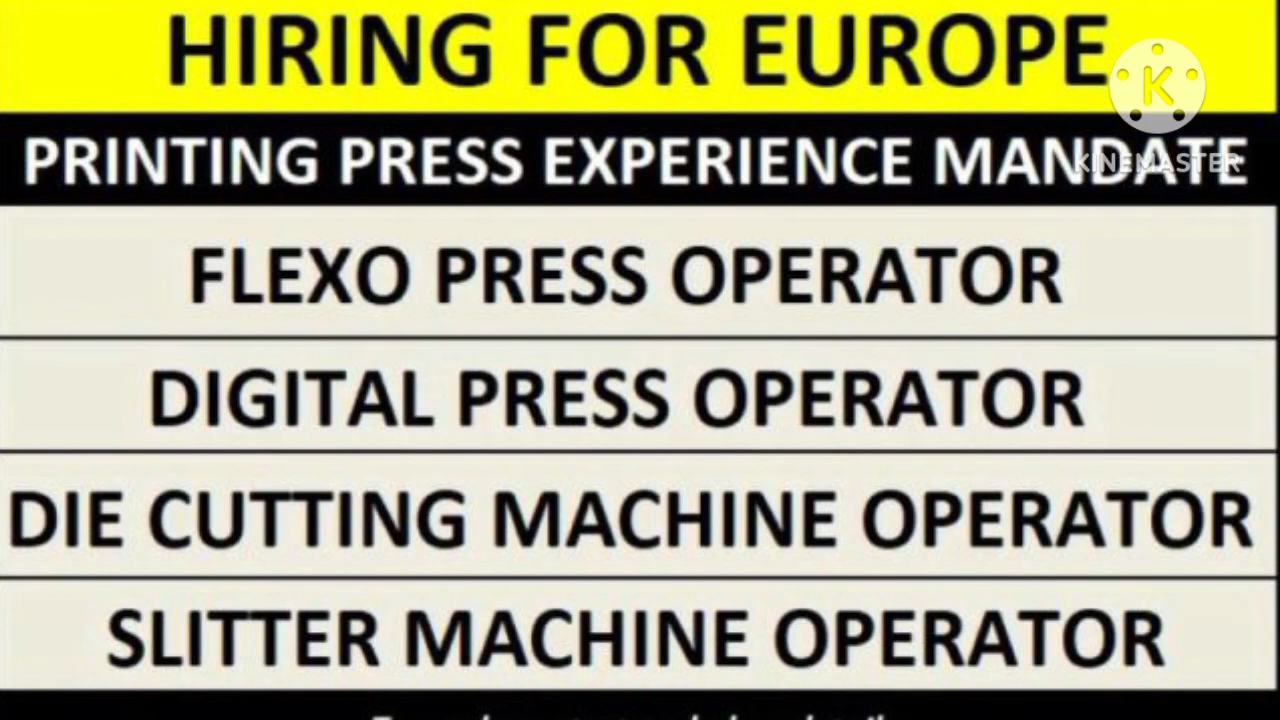 HIRING FOR EUROPE
PRINTING PRESS EXPERIENCE MANDATE
KINEMASTER
FLEXO PRESS OPERATOR
DIGITAL PRESS OPERATOR
DIE CUTTING MACHINE OPERATOR
SLITTER MACHINE OPERATOR